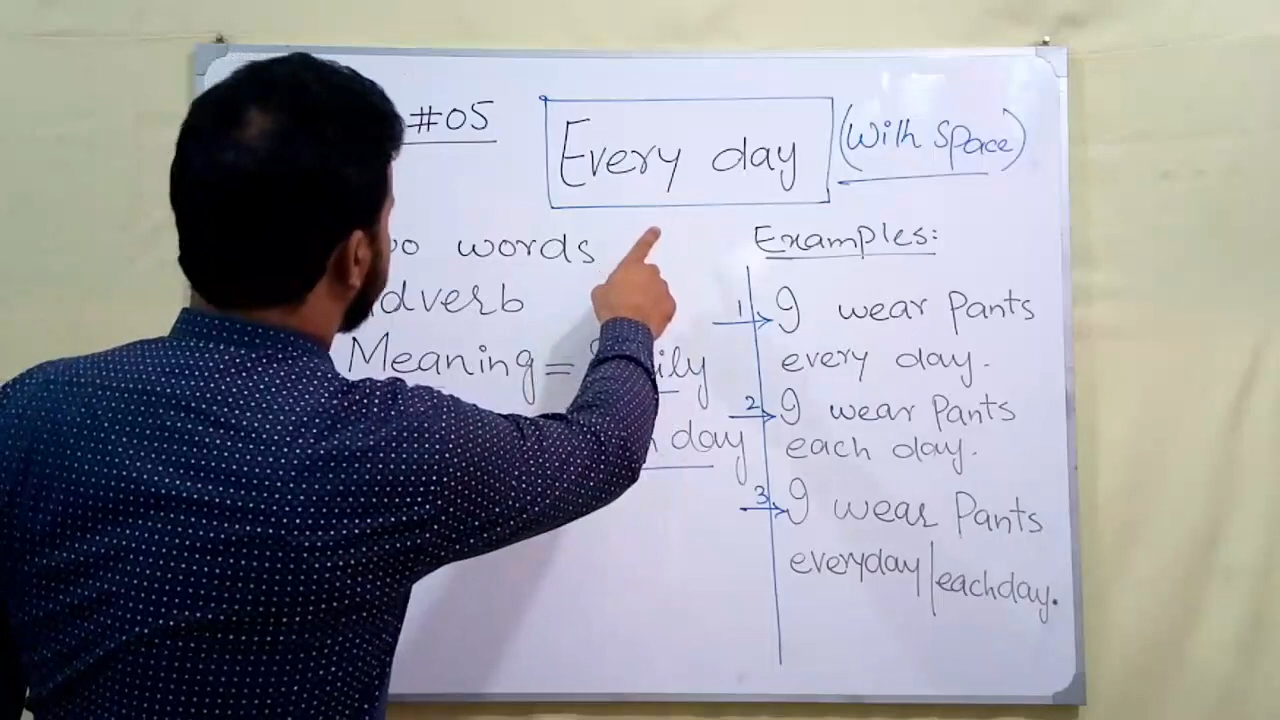 #05
Every day
(With Space)
words
Meaning =
day
Examples:
1 I wear Pants
every day.
2 I wear Pants
each day.
3 I wear Pants
everyday/eachday.